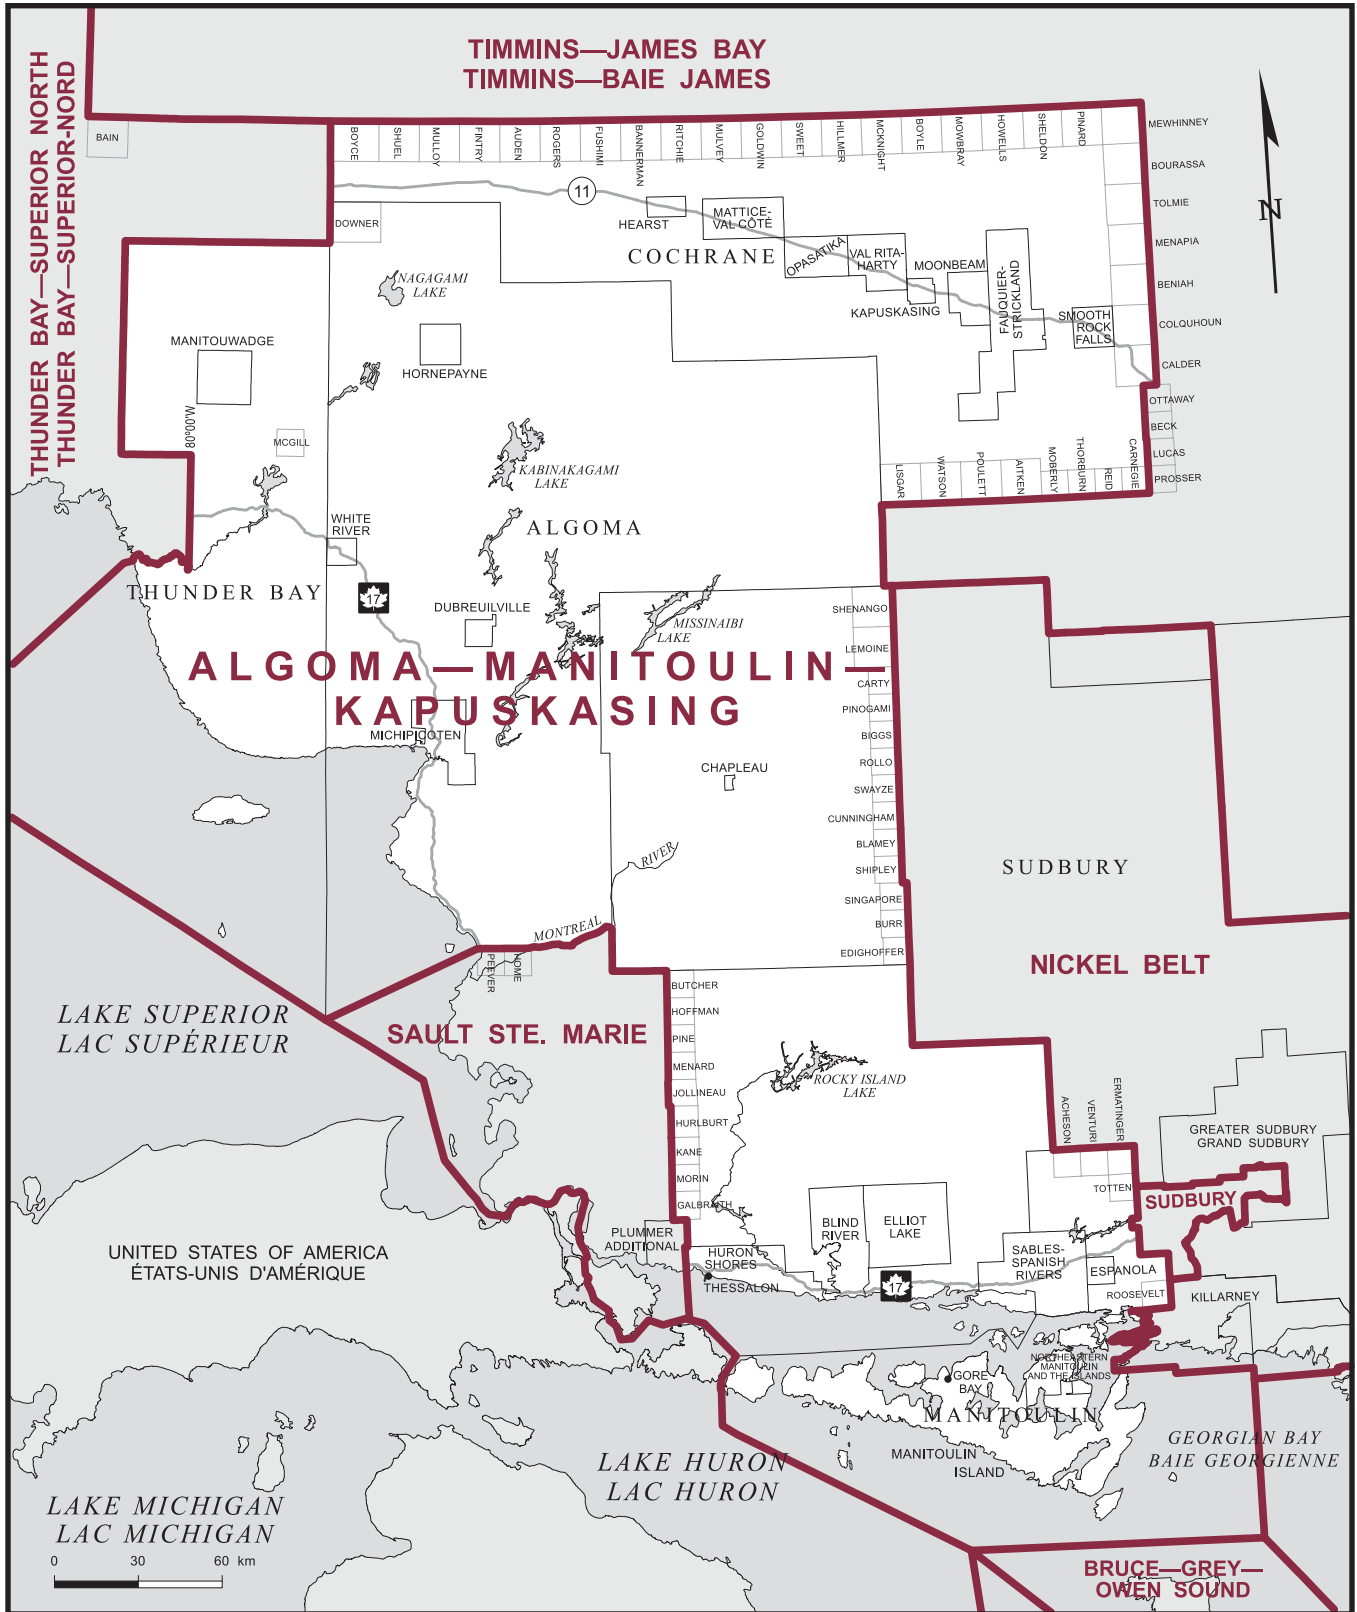 TIMMINS—JAMES BAY
TIMMINS—BAIE JAMES
THUNDER BAY—SUPERIOR NORTH
THUNDER BAY—SUPERIOR-NORD
BAIN
BOYCE
SHUEL
MULLOY
FINTRY
AUDEN
ROGERS
FUSHIMI
BANNERMAN
RITCHIE
MULVEY
GOLDWIN
SWEET
HILLMER
MCKNIGHT
BOYLE
MOWBRAY
HOWELLS
SHELDON
PINARD
MEWHINNEY
BOURASSA
TOLMIE
MENAPIA
BENIAH
COLQUHOUN
CALDER
OTTAWAY
BECK
LUCAS
PROSSER
N
11
DOWNER
HEARST
MATTICE-
VAL CÔTÉ
COCHRANE
OPASATIKA
VAL RITA-
HARTY
MOONBEAM
KAPUSKASING
FAUQUIER-
STRICKLAND
SMOOTH
ROCK
FALLS
NAGAGAMI
LAKE
MANITOUWADGE
HORNEPAYNE
80°00'W
MCGILL
KABINAKAGAMI
LAKE
LISGAR
WATSON
POULETT
AITKEN
MOBERLY
THORBURN
REID
CARNEGIE
WHITE
RIVER
ALGOMA
THUNDER BAY
17
DUBREUILVILLE
MISSINAIBI
LAKE
SHENANGO
LEMOINE
CARTY
PINOGAMI
BIGGS
ROLLO
SWAYZE
CUNNINGHAM
BLAMEY
SHIPLEY
SINGAPORE
BURR
EDIGHOFFER
ALGOMA—MANITOULIN—
KAPUSKASING
MICHIPICOTEN
CHAPLEAU
RIVER
MONTREAL
SUDBURY
NICKEL BELT
PEEVER
HOME
LAKE SUPERIOR
LAC SUPÉRIEUR
SAULT STE. MARIE
BUTCHER
HOFFMAN
PINE
MENARD
JOLLINEAU
HURLBURT
KANE
MORIN
GALBRAITH
ROCKY ISLAND
LAKE
ACHESON
VENTURI
ERMATINGER
TOTTEN
GREATER SUDBURY
GRAND SUDBURY
SUDBURY
UNITED STATES OF AMERICA
ÉTATS-UNIS D'AMÉRIQUE
PLUMMER
ADDITIONAL
HURON
SHORES
THESSALON
BLIND
RIVER
ELLIOT
LAKE
17
SABLES-
SPANISH
RIVERS
ESPANOLA
ROOSEVELT
KILLARNEY
NORTHEASTERN
MANITOULIN
AND THE ISLANDS
GORE
BAY
MANITOULIN
MANITOULIN
ISLAND
GEORGIAN BAY
BAIE GEORGIENNE
LAKE HURON
LAC HURON
LAKE MICHIGAN
LAC MICHIGAN
0 30 60 km
BRUCE—GREY—
OWEN SOUND